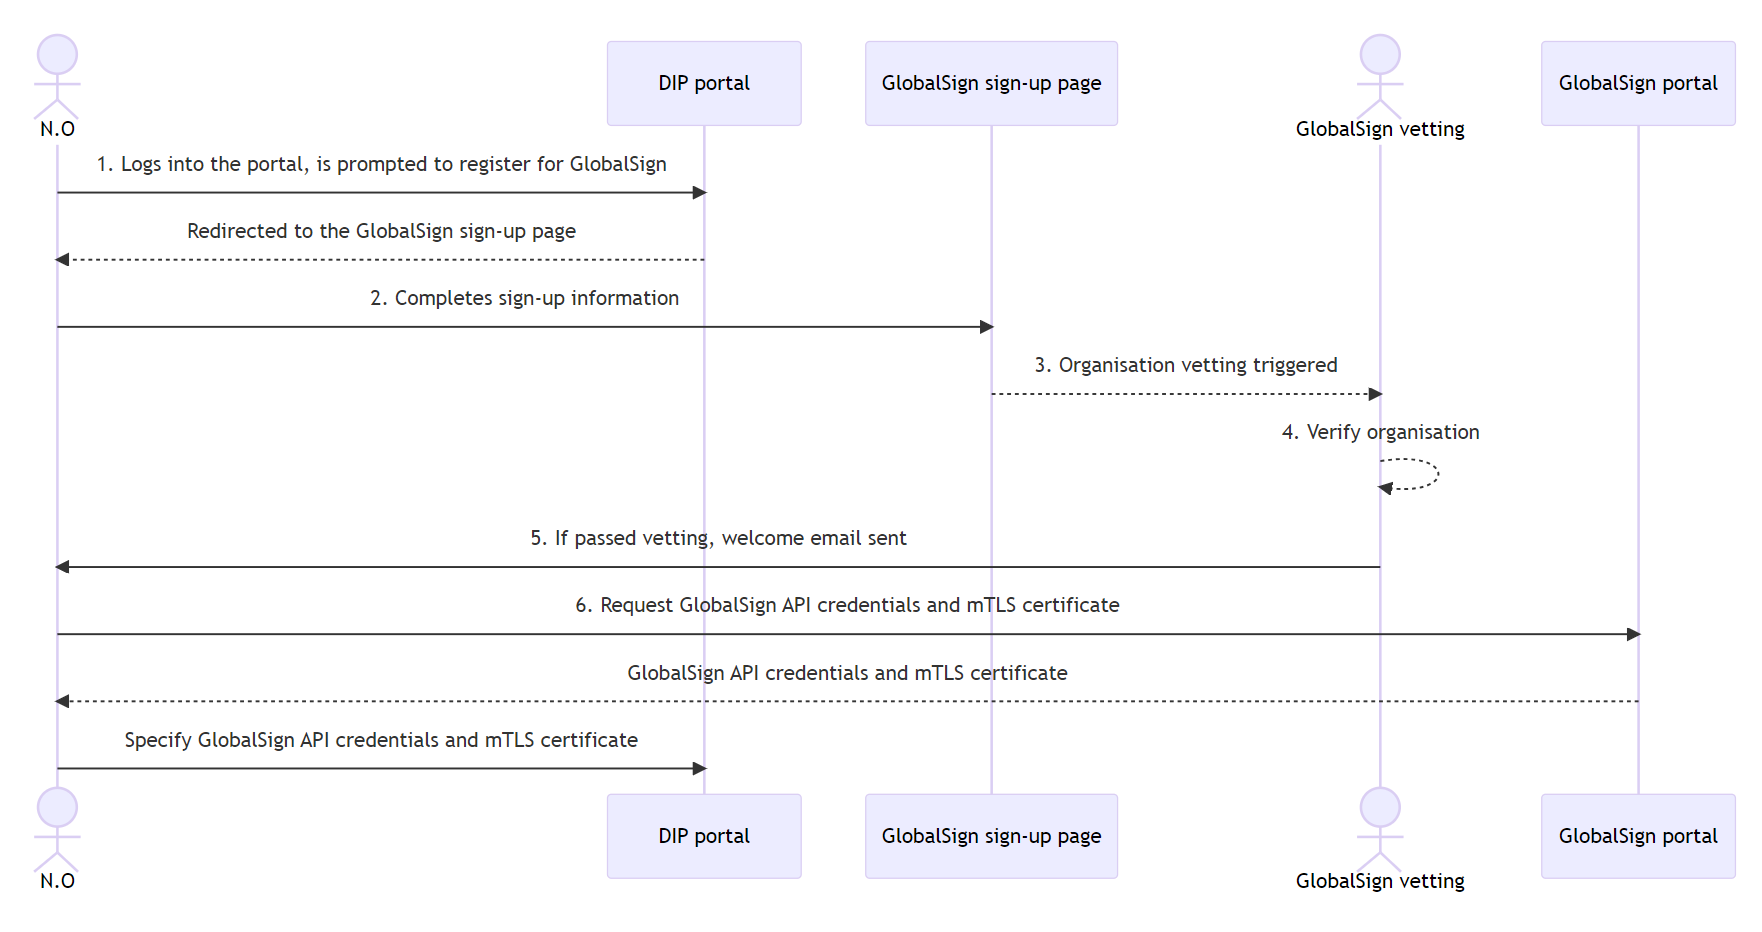 N.O
DIP portal
GlobalSign sign-up page
GlobalSign vetting
GlobalSign portal
1. Logs into the portal, is prompted to register for GlobalSign
Redirected to the GlobalSign sign-up page
2. Completes sign-up information
3. Organisation vetting triggered
4. Verify organisation
5. If passed vetting, welcome email sent
6. Request GlobalSign API credentials and mTLS certificate
GlobalSign API credentials and mTLS certificate
Specify GlobalSign API credentials and mTLS certificate
N.O
DIP portal
GlobalSign sign-up page
GlobalSign vetting
GlobalSign portal